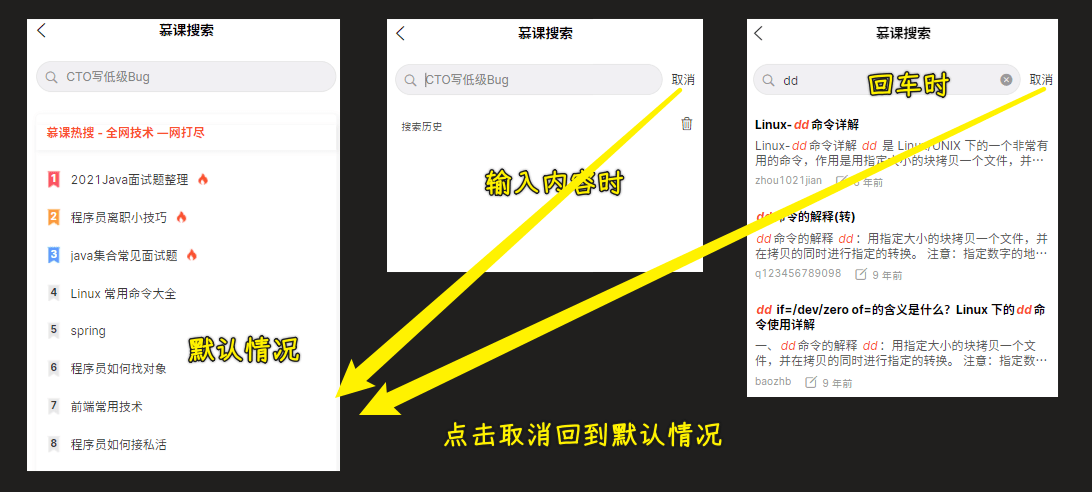 慕课搜索
CTO写低级Bug
慕课热搜 - 全网技术 一网打尽
1 2021Java面试题整理
2 程序员离职小技巧
3 java集合常见面试题
4 Linux 常用命令大全
5 spring
6 程序员如何找对象
7 前端常用技术
8 程序员如何接私活
默认情况
慕课搜索
CTO写低级Bug 取消
搜索历史
输入内容时
慕课搜索
dd 取消
回车时
Linux-dd命令详解
Linux-dd命令详解 dd 是 Linux/UNIX 下的一个非常有
用的命令，作用是用指定大小的块拷贝一个文件，并…
zhou1021jian 8 年前
dd命令的解释(转)
dd命令的解释 dd：用指定大小的块拷贝一个文件，并
在拷贝的同时进行指定的转换。 注意：指定数字的地…
q123456789098 9 年前
dd if=/dev/zero of=的含义是什么？Linux 下的dd命
令使用详解
一、dd命令的解释 dd：用指定大小的块拷贝一个文
件，并在拷贝的同时进行指定的转换。 注意：指定数…
baozhb 9 年前
点击取消回到默认情况